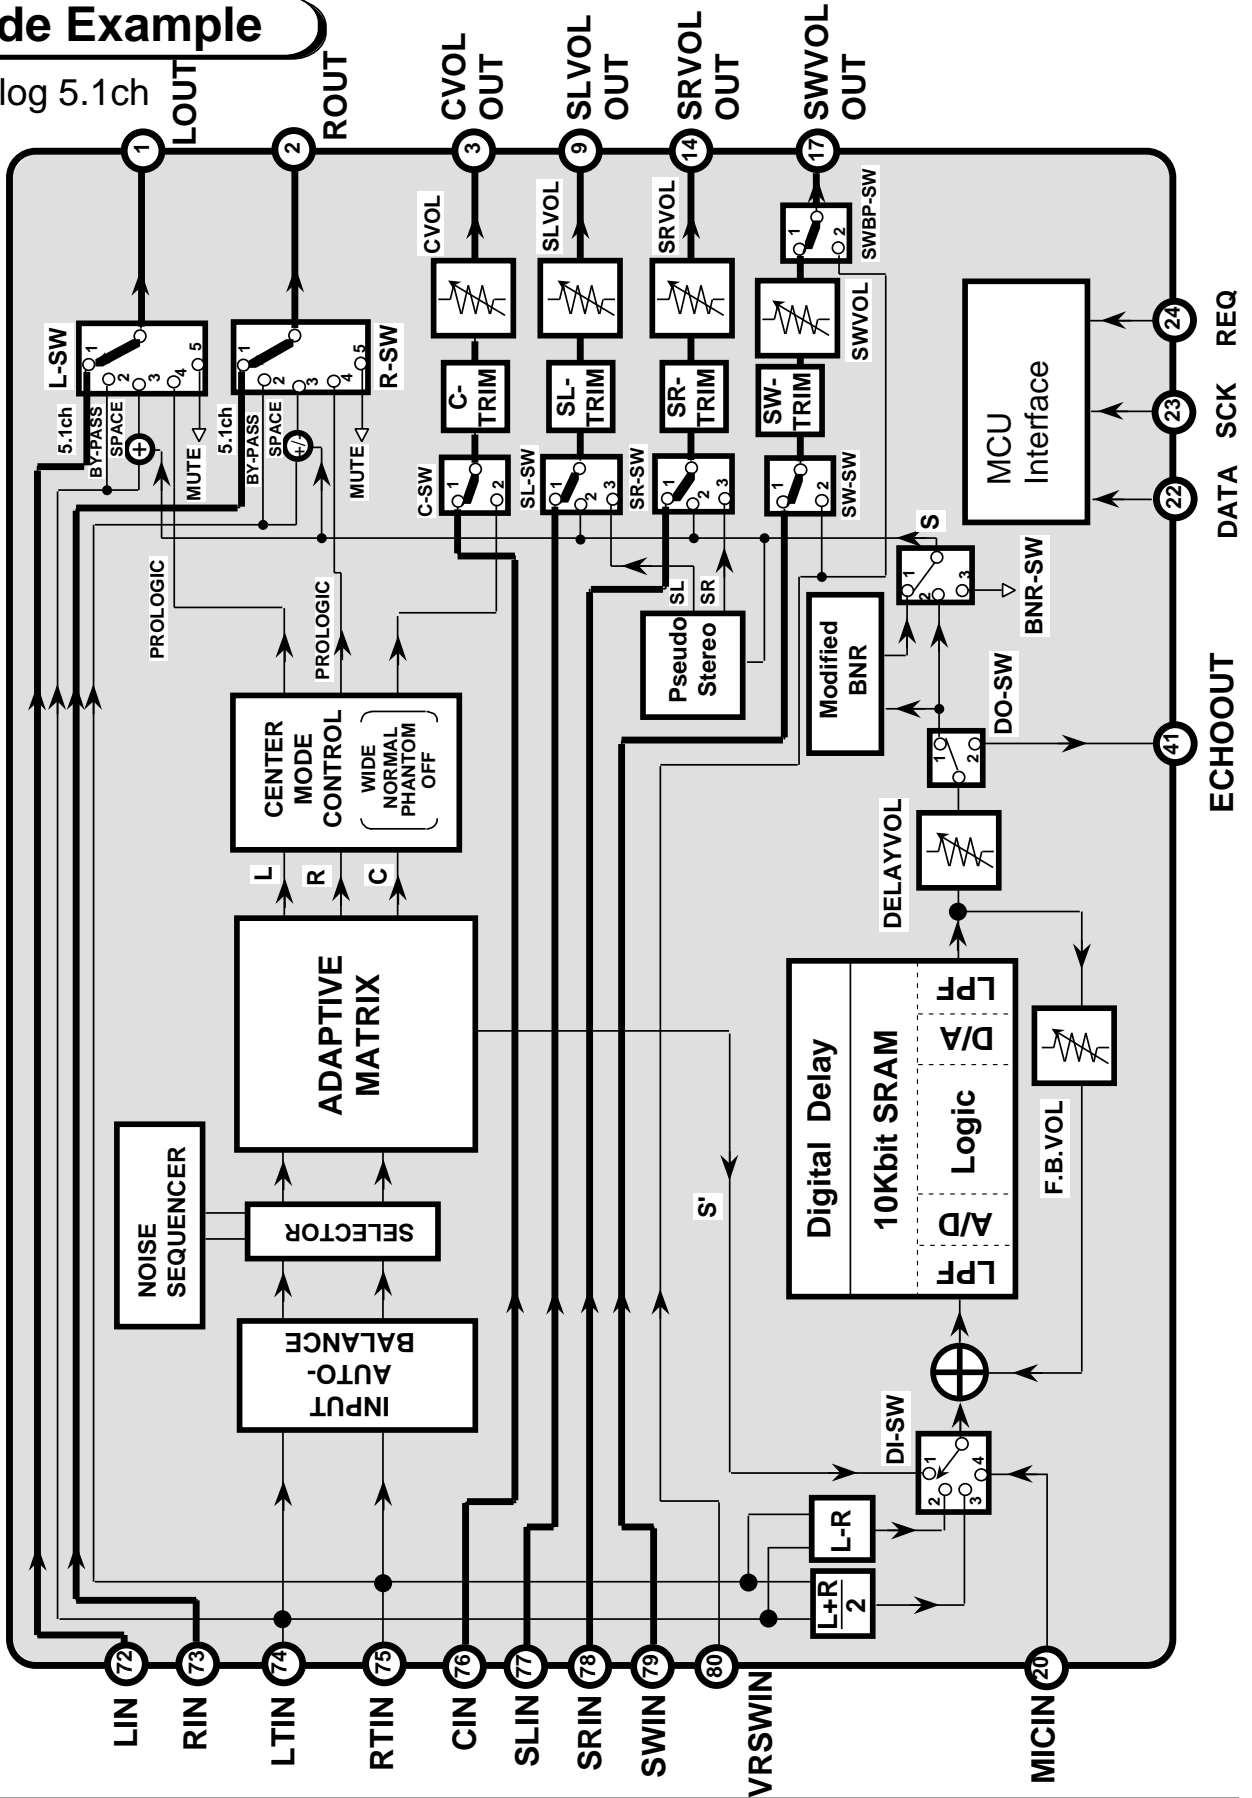 de Example
log 5.1ch
LOUT
ROUT
CVOL
OUT
SLVOL
OUT
SRVOL
OUT
SWVOL
OUT
1
2
3
9
14
17
CVOL
SLVOL
SRVOL
SWBP-SW
1
2
SWVOL
L-SW
1
2
3
4
5
R-SW
1
2
3
4
5
5.1ch
BY-PASS
SPACE
+
MUTE
5.1ch
BY-PASS
SPACE
+/-
MUTE
C-
TRIM
SL-
TRIM
SR-
TRIM
SW-
TRIM
C-SW
1
2
SL-SW
1
2
3
SR-SW
1
2
3
SW-SW
1
2
MCU
Interface
24
REQ
23
SCK
22
DATA
S
BNR-SW
1
2
3
PROLOGIC
PROLOGIC
SL
SR
Pseudo
Stereo
Modified
BNR
DO-SW
1
2
41
ECHOOUT
CENTER
MODE
CONTROL
WIDE
NORMAL
PHANTOM
OFF
L
R
C
DELAYVOL
ADAPTIVE
MATRIX
NOISE
SEQUENCER
SELECTOR
INPUT
AUTO-
BALANCE
S'
Digital Delay
10Kbit SRAM
LPF
A/D
Logic
D/A
LPF
F.B.VOL
DI-SW
1
2
3
4
L-R
L+R
2
72
LIN
73
RIN
74
LTIN
75
RTIN
76
CIN
77
SLIN
78
SRIN
79
SWIN
80
VRSWIN
20
MICIN